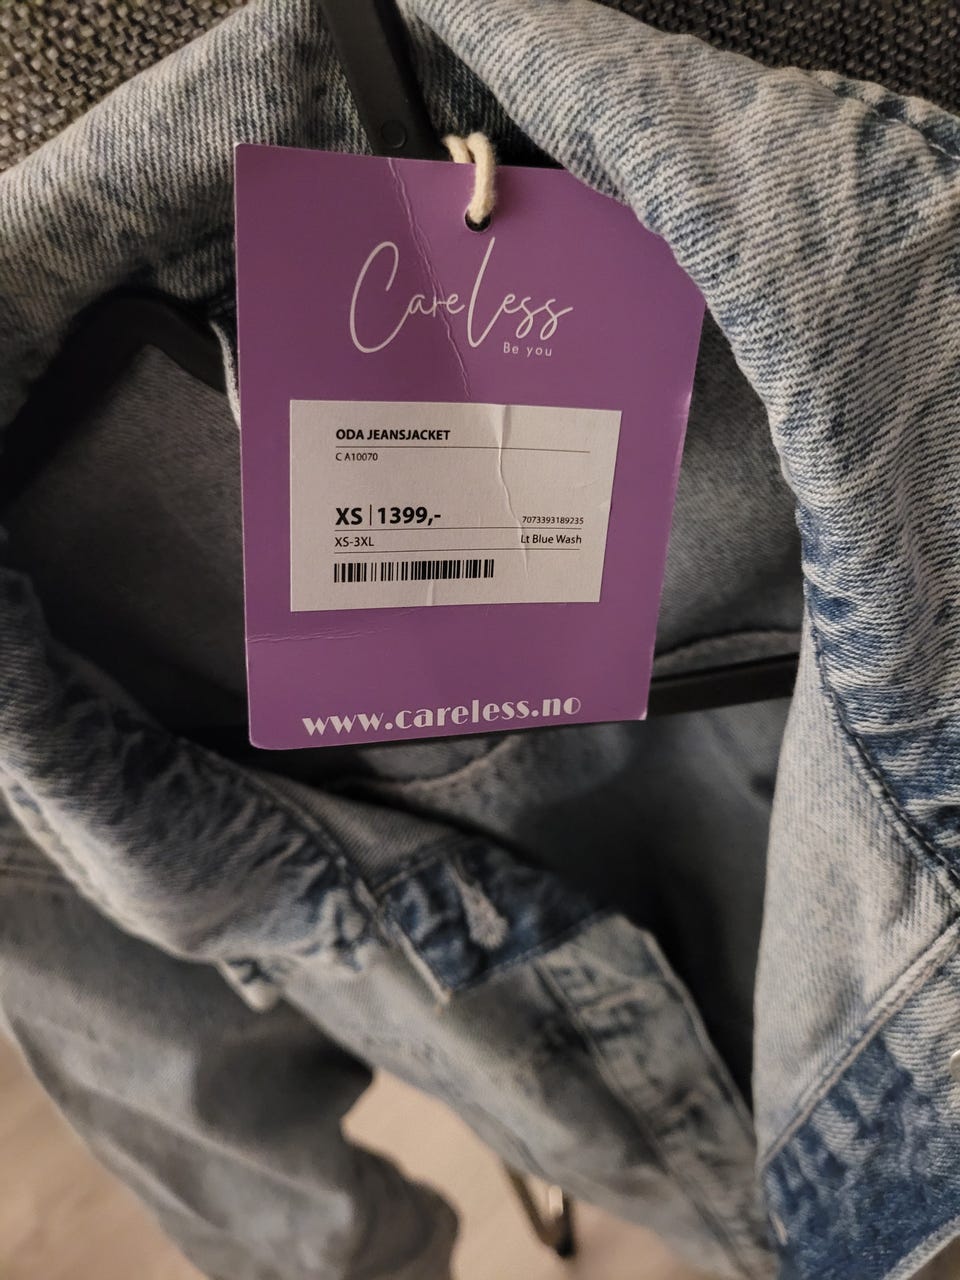 CareLess
Be you
ODA JEANSJACKET
C A10070
XS | 1399,-
7073393189235
XS-3XL
Lt Blue Wash
www.careless.no